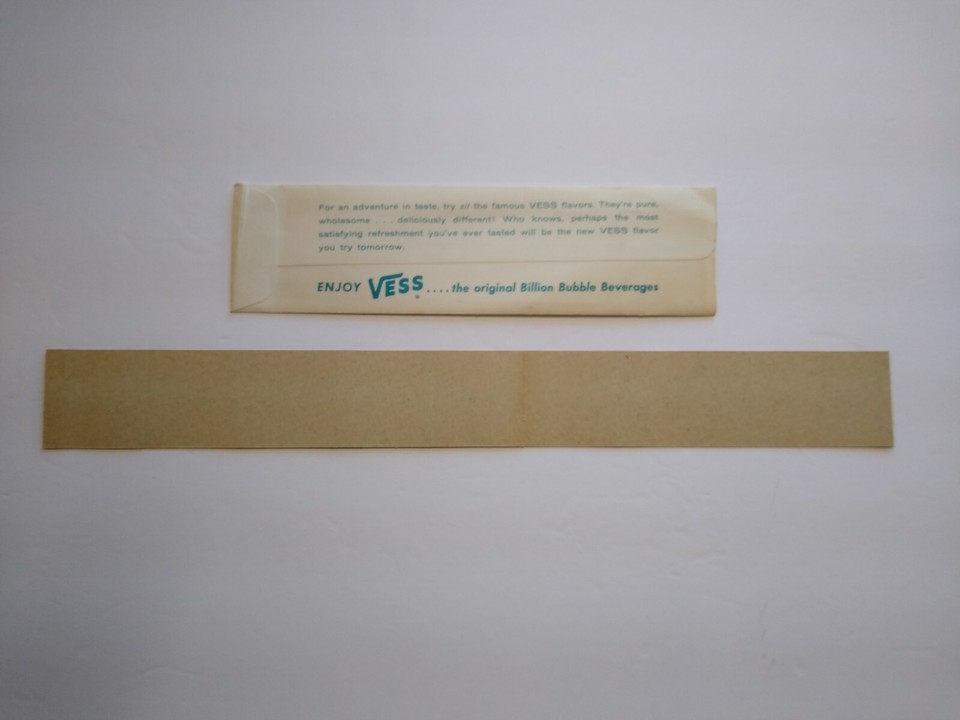 For an adventure in taste, try all the famous VESS flavors. They're pure,
wholesome . . . deliciously different! Who knows, perhaps the most
satisfying refreshment you've ever tasted will be the new VESS flavor
you try tomorrow.
ENJOY VESS ® . . . . the original Billion Bubble Beverages